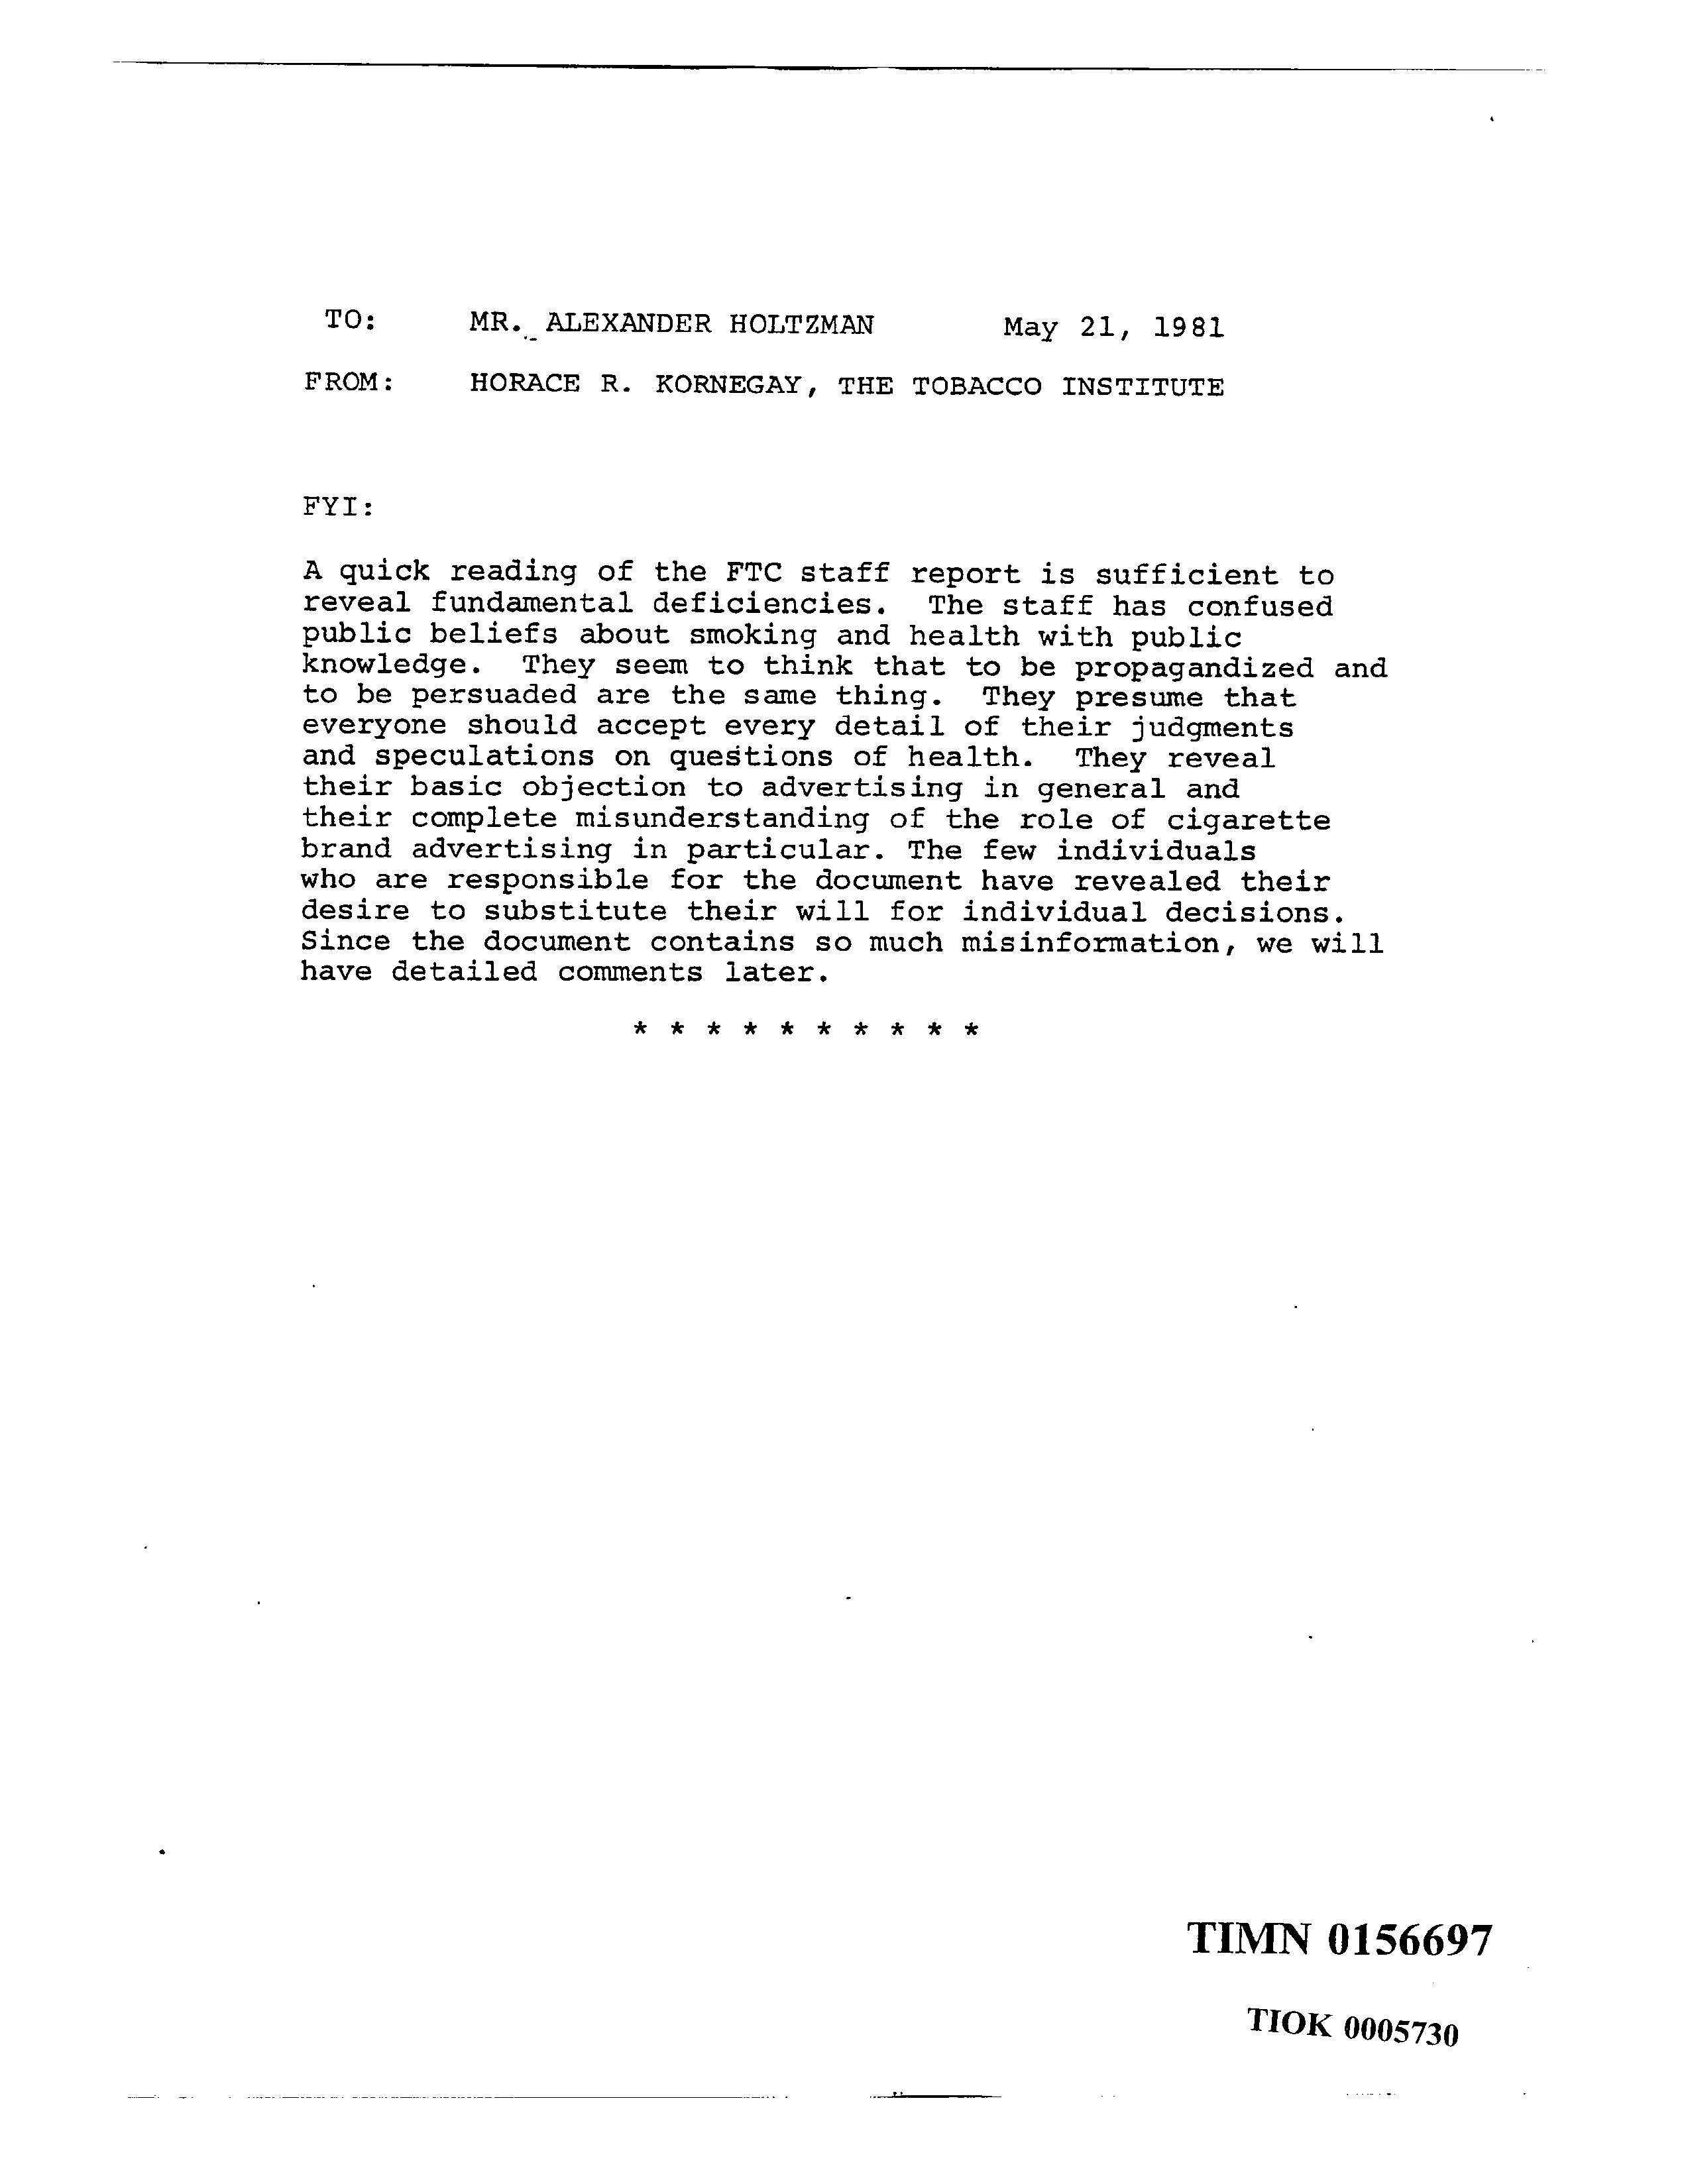 TO: MR. ALEXANDER HOLTZMAN May 21, 1981
FROM: HORACE R. KORNEGAY, THE TOBACCO INSTITUTE
FYI:
A quick reading of the FTC staff report is sufficient to
reveal fundamental deficiencies. The staff has confused
public beliefs about smoking and health with public
knowledge. They seem to think that to be propagandized and
to be persuaded are the same thing. They presume that
everyone should accept every detail of their judgments
and speculations on questions of health. They reveal
their basic objection to advertising in general and
their complete misunderstanding of the role of cigarette
brand advertising in particular. The few individuals
who are responsible for the document have revealed their
desire to substitute their will for individual decisions.
Since the document contains so much misinformation, we will
have detailed comments later.
* * * * * * * * * *
TIMN 0156697
TIOK 0005730